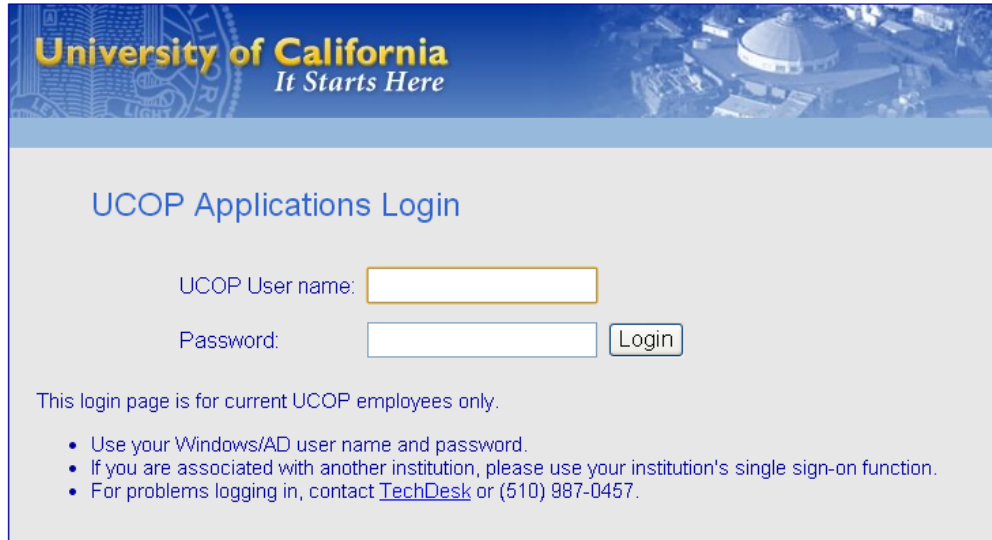 University of California
It Starts Here
UCOP Applications Login
UCOP User name:
Password:
Login
This login page is for current UCOP employees only.
• Use your Windows/AD user name and password.
• If you are associated with another institution, please use your institution's single sign-on function.
• For problems logging in, contact TechDesk or (510) 987-0457.